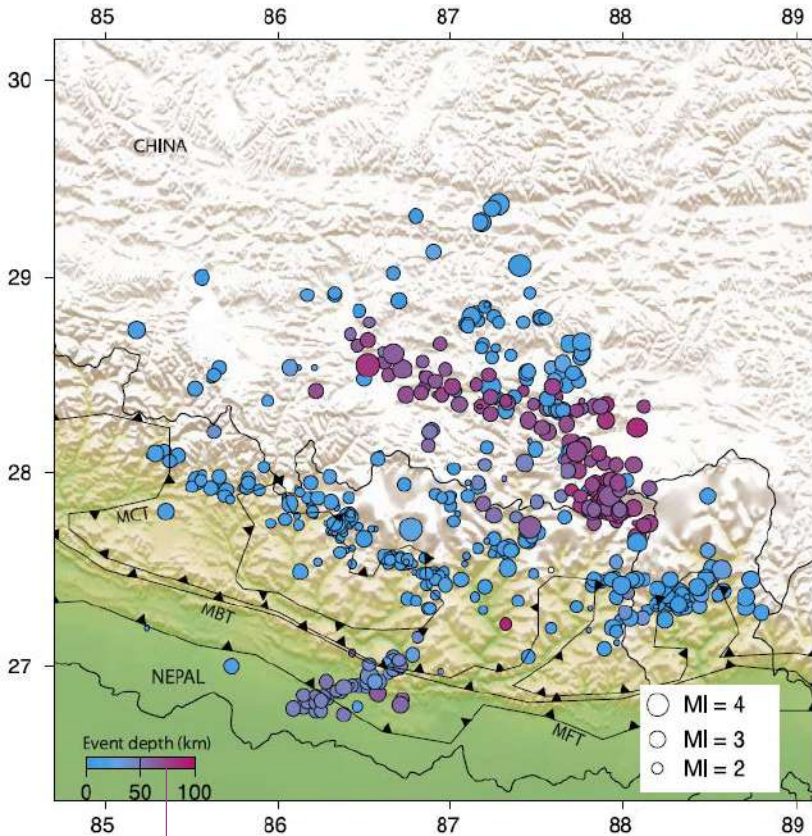 85 86 87 88 89
30
CHINA
29
28
MCT
MBT
27
NEPAL
MFT
Ml = 4
Ml = 3
Ml = 2
Event depth (km)
0 50 100
85 86 87 88 89